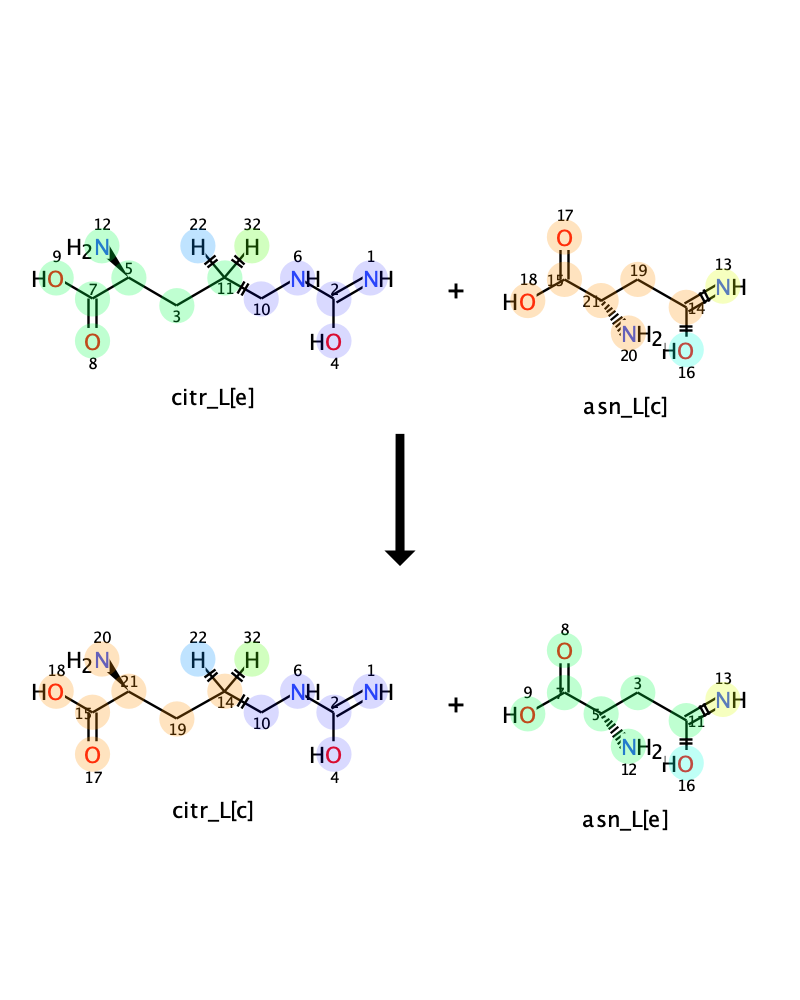 12 22 32 17
H₂N H H 6 1 O 13
9 5 NH NH 18 19 NH
HO 7 11 2 15 14
3 10 HO 21
O HO NH₂ HO
8 4 20 16
+
citr_L[e] asn_L[c]
20 22 32 8
H₂N H H 6 1 O 13
18 21 NH NH 9 3 NH
HO 15 14 2 7 11
19 10 HO 5
O HO NH₂ HO
17 4 12 16
+
citr_L[c] asn_L[e]